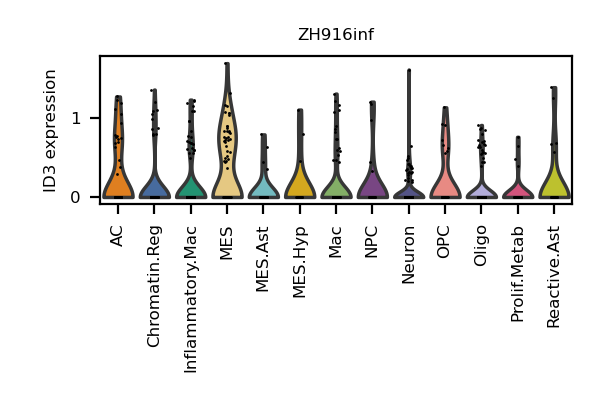 ZH916inf
ID3 expression
1
0
AC
Chromatin.Reg
Inflammatory.Mac
MES
MES.Ast
MES.Hyp
Mac
NPC
Neuron
OPC
Oligo
Prolif.Metab
Reactive.Ast